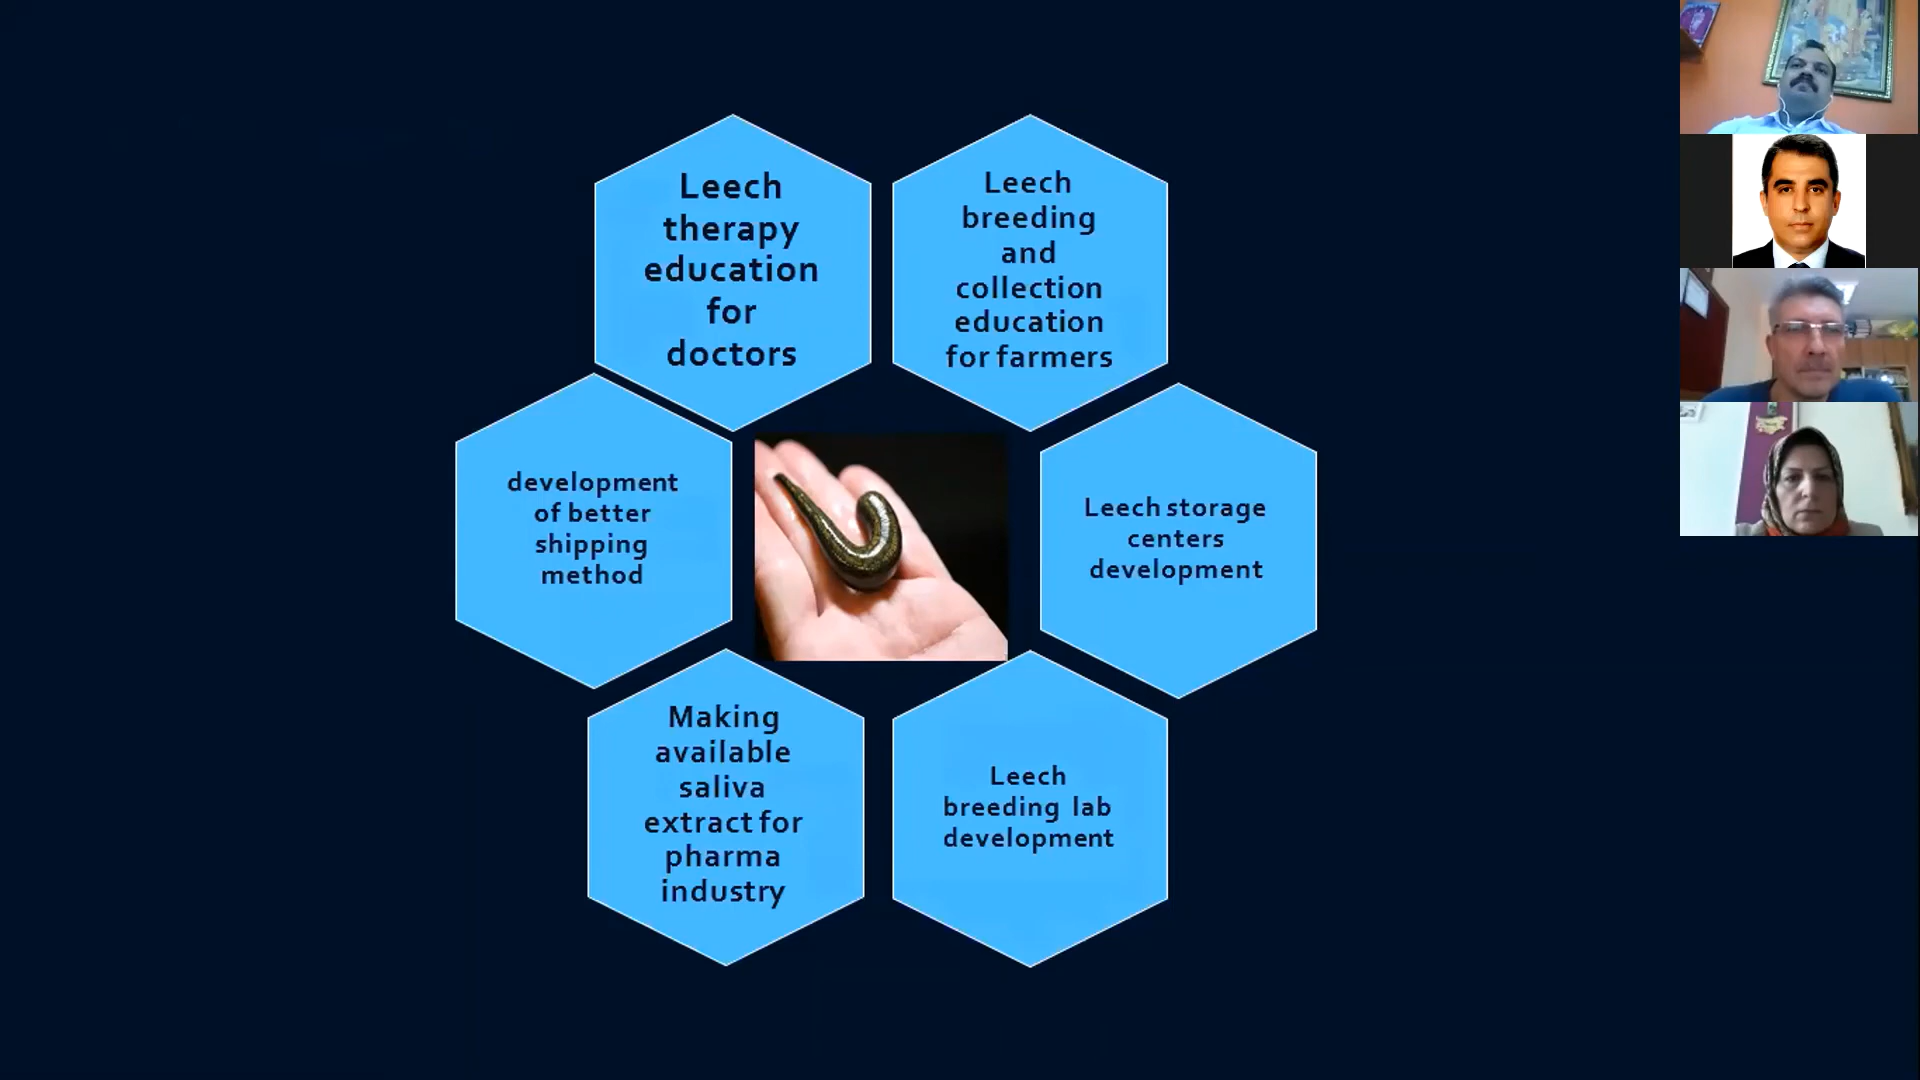 Leech
therapy
education
for
doctors
Leech
breeding
and
collection
education
for farmers
development
of better
shipping
method
Leech storage
centers
development
Making
available
saliva
extract for
pharma
industry
Leech
breeding lab
development